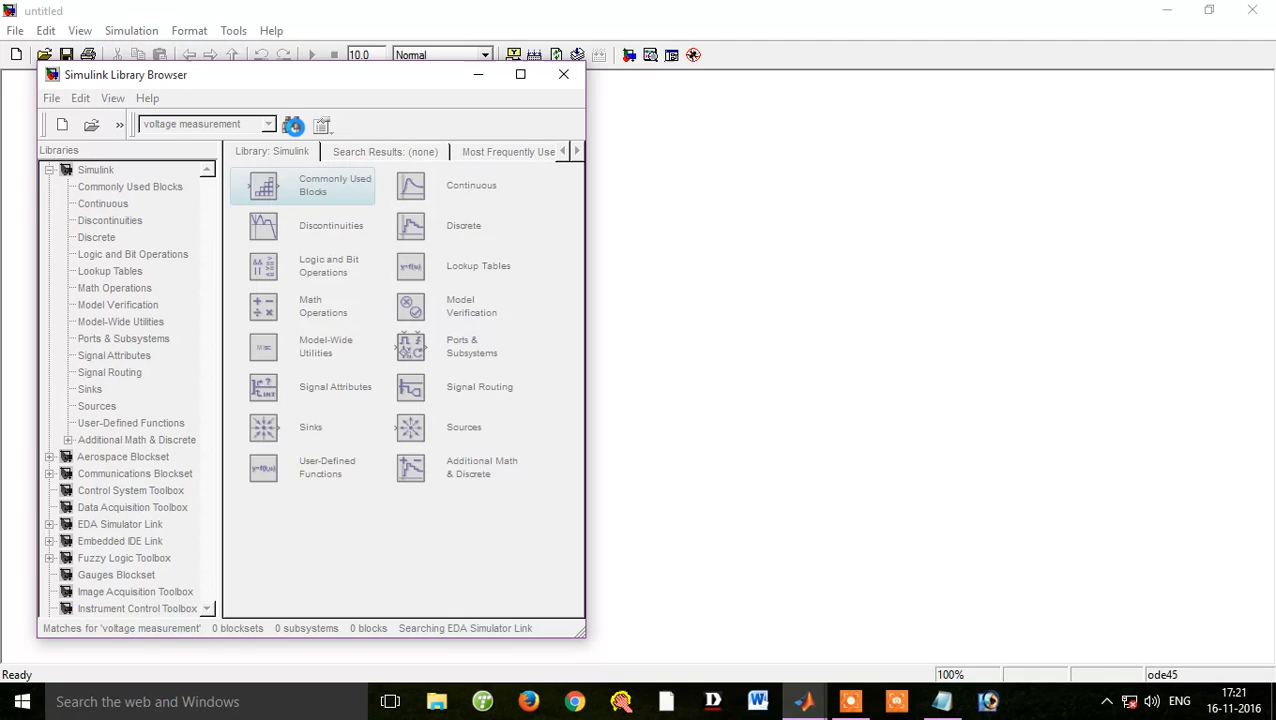 untitled
File Edit View Simulation Format Tools Help
10.0 Normal
Simulink Library Browser
File Edit View Help
» voltage measurement
Libraries
Library: Simulink Search Results: (none) Most Frequently Use
Simulink
Commonly Used Blocks
Continuous
Discontinuities
Discrete
Logic and Bit Operations
Lookup Tables
Math Operations
Model Verification
Model-Wide Utilities
Ports & Subsystems
Signal Attributes
Signal Routing
Sinks
Sources
User-Defined Functions
Additional Math & Discrete
Aerospace Blockset
Communications Blockset
Control System Toolbox
Data Acquisition Toolbox
EDA Simulator Link
Embedded IDE Link
Fuzzy Logic Toolbox
Gauges Blockset
Image Acquisition Toolbox
Instrument Control Toolbox
Commonly Used
Blocks
Continuous
Discontinuities
Discrete
Logic and Bit
Operations
Lookup Tables
Math
Operations
Model
Verification
Model-Wide
Utilities
Ports &
Subsystems
Signal Attributes
Signal Routing
Sinks
Sources
User-Defined
Functions
Additional Math
& Discrete
Matches for 'voltage measurement' 0 blocksets 0 subsystems 0 blocks Searching EDA Simulator Link
Ready 100% ode45
Search the web and Windows
ENG
17:21
16-11-2016